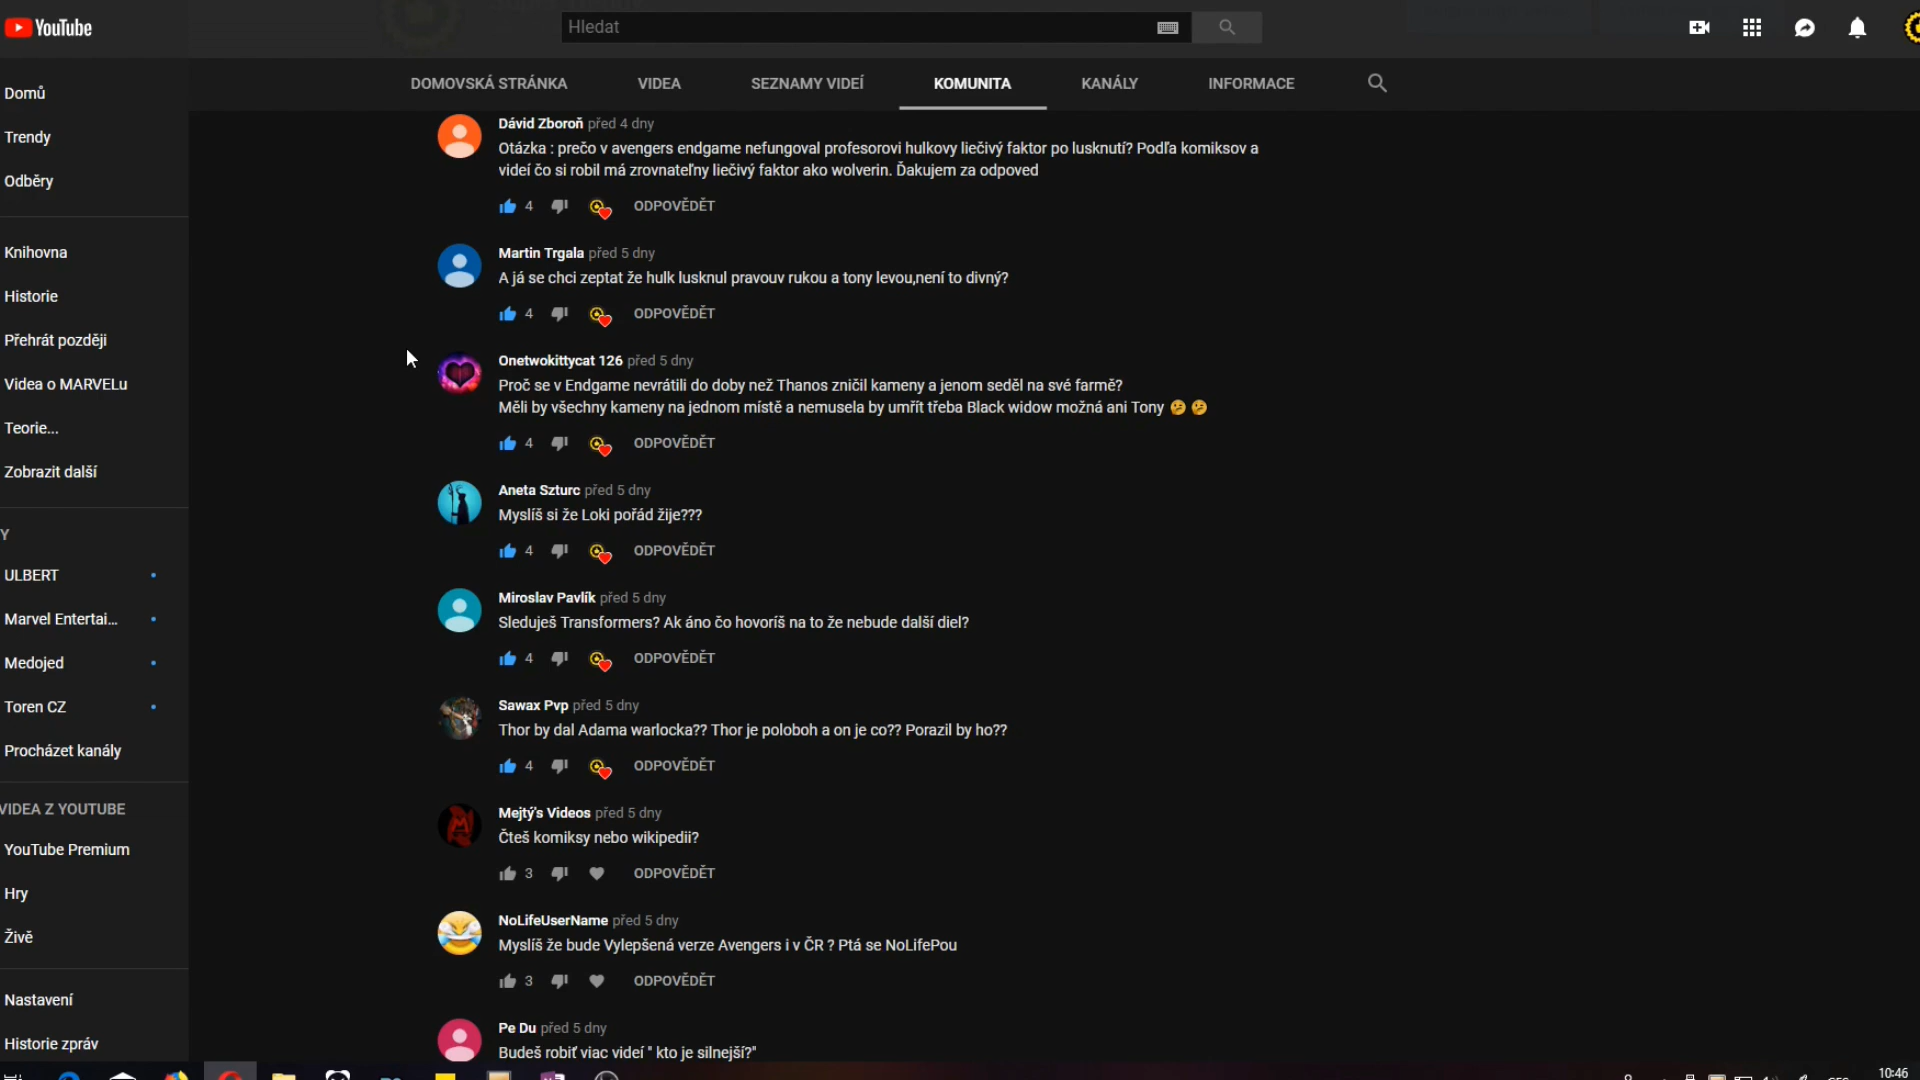 YouTube
Hledat
DOMOVSKÁ STRÁNKA
VIDEA
SEZNAMY VIDEÍ
KOMUNITA
KANÁLY
INFORMACE
Domů
Trendy
Odběry
Knihovna
Historie
Přehrát později
Videa o MARVELu
Teorie...
Zobrazit další
Y
ULBERT
Marvel Entertai...
Medojed
Toren CZ
Procházet kanály
VIDEA Z YOUTUBE
YouTube Premium
Hry
Živě
Nastavení
Historie zpráv
Dávid Zboroň před 4 dny
Otázka : prečo v avengers endgame nefungoval profesorovi hulkovy liečivý faktor po lusknutí? Podľa komiksov a
videí čo si robil má zrovnateľny liečivý faktor ako wolverin. Ďakujem za odpoved
4 ODPOVĚDĚT
Martin Trgala před 5 dny
A já se chci zeptat že hulk lusknul pravouv rukou a tony levou,není to divný?
4 ODPOVĚDĚT
Onetwokittycat 126 před 5 dny
Proč se v Endgame nevrátili do doby než Thanos zničil kameny a jenom seděl na své farmě?
Měli by všechny kameny na jednom místě a nemusela by umřít třeba Black widow možná ani Tony 🤔 🤔
4 ODPOVĚDĚT
Aneta Szturc před 5 dny
Myslíš si že Loki pořád žije???
4 ODPOVĚDĚT
Miroslav Pavlík před 5 dny
Sleduješ Transformers? Ak áno čo hovoríš na to že nebude další diel?
4 ODPOVĚDĚT
Sawax Pvp před 5 dny
Thor by dal Adama warlocka?? Thor je poloboh a on je co?? Porazil by ho??
4 ODPOVĚDĚT
Mejtý's Videos před 5 dny
Čteš komiksy nebo wikipedii?
3 ODPOVĚDĚT
NoLifeUserName před 5 dny
Myslíš že bude Vylepšená verze Avengers i v ČR ? Ptá se NoLifePou
3 ODPOVĚDĚT
Pe Du před 5 dny
Budeš robiť viac videí " kto je silnejší?"
10:46